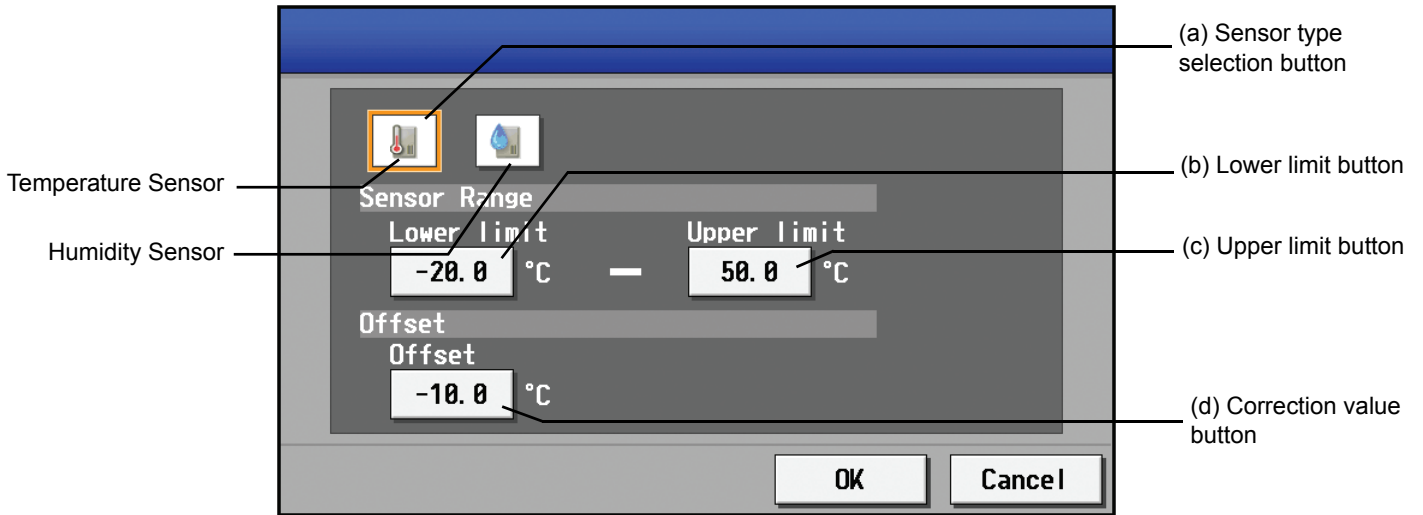 (a) Sensor type
selection button
Temperature Sensor
Humidity Sensor
Sensor Range
Lower limit
Upper limit
-20.0 °C
50.0 °C
(b) Lower limit button
(c) Upper limit button
Offset
Offset
-10.0 °C
(d) Correction value
button
OK
Cancel